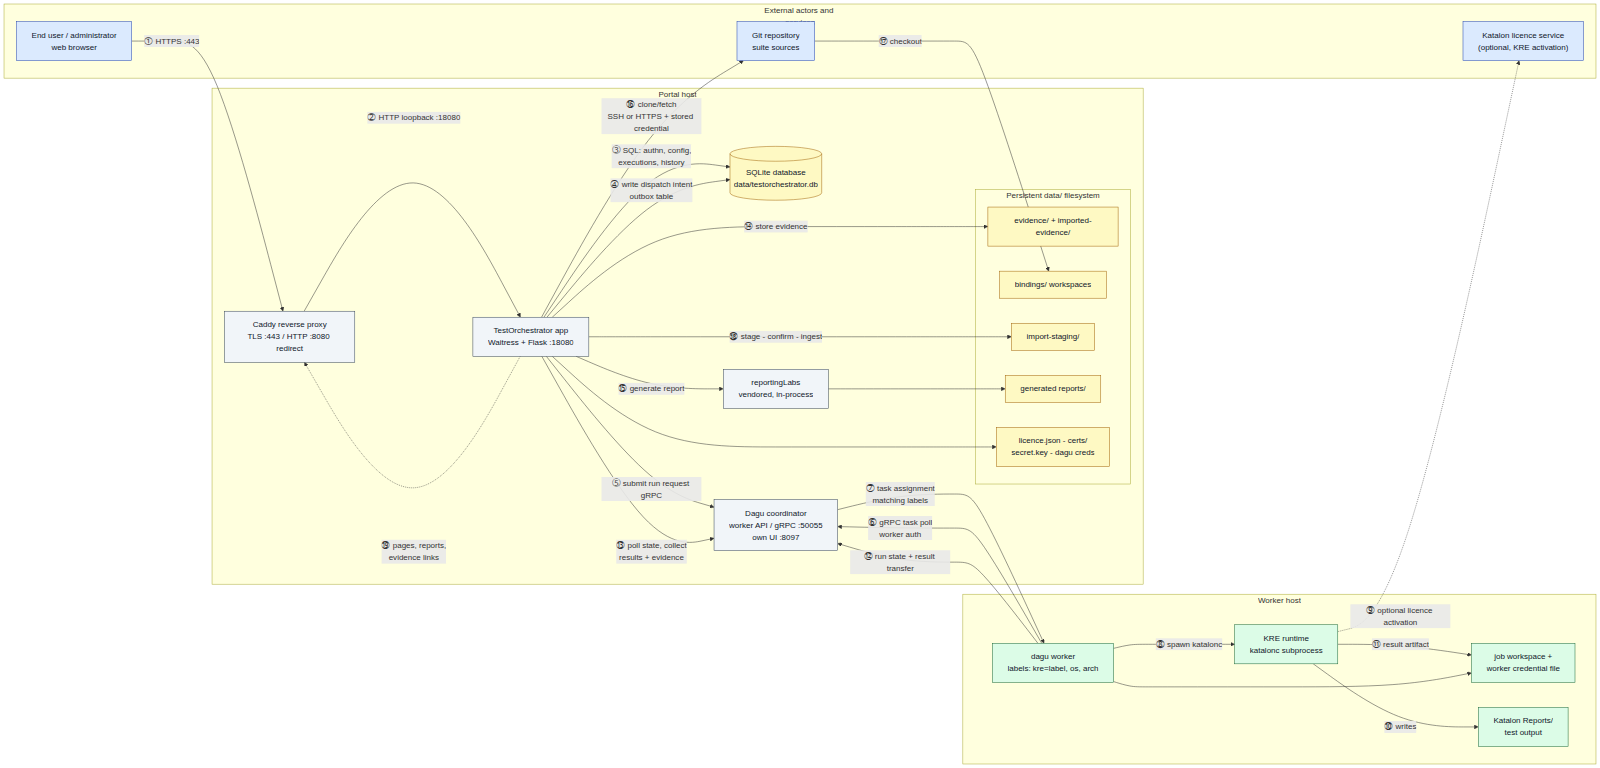 External actors and
End user / administrator
web browser
① HTTPS :443
Git repository
suite sources
⑰ checkout
Katalon licence service
(optional, KRE activation)
Portal host
⑯ clone/fetch
SSH or HTTPS + stored
credential
② HTTP loopback :18080
③ SQL: authn, config,
executions, history
④ write dispatch intent
outbox table
SQLite database
data/testorchestrator.db
Persistent data/ filesystem
evidence/ + imported-
evidence/
⑭ store evidence
bindings/ workspaces
Caddy reverse proxy
TLS :443 / HTTP :8080
redirect
TestOrchestrator app
Waitress + Flask :18080
stage - confirm - ingest
import-staging/
⑮ generate report
reportingLabs
vendored, in-process
generated reports/
licence.json - certs/
secret.key - dagu creds
⑤ submit run request
gRPC
Dagu coordinator
worker API / gRPC :50055
own UI :8097
⑦ task assignment
matching labels
⑥ gRPC task poll
worker auth
⑫ run state + result
transfer
pages, reports,
evidence links
⑬ poll state, collect
results + evidence
Worker host
⑨ optional licence
activation
dagu worker
labels: kre=label, os, arch
spawn katalonc
KRE runtime
katalonc subprocess
⑪ result artifact
job workspace +
worker credential file
⑩ writes
Katalon Reports/
test output